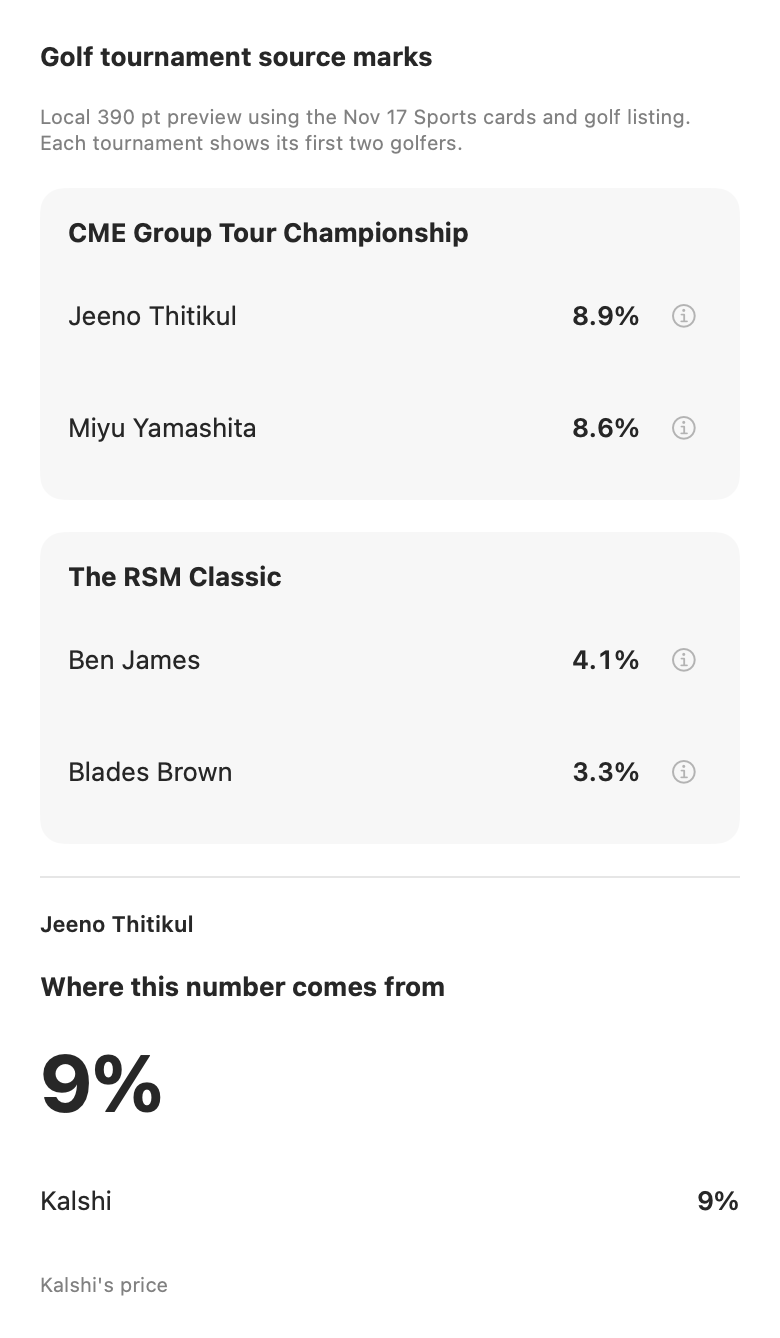 Golf tournament source marks
Local 390 pt preview using the Nov 17 Sports cards and golf listing.
Each tournament shows its first two golfers.
CME Group Tour Championship
Jeeno Thitikul 8.9%
Miyu Yamashita 8.6%
The RSM Classic
Ben James 4.1%
Blades Brown 3.3%
Jeeno Thitikul
Where this number comes from
9%
Kalshi 9%
Kalshi's price